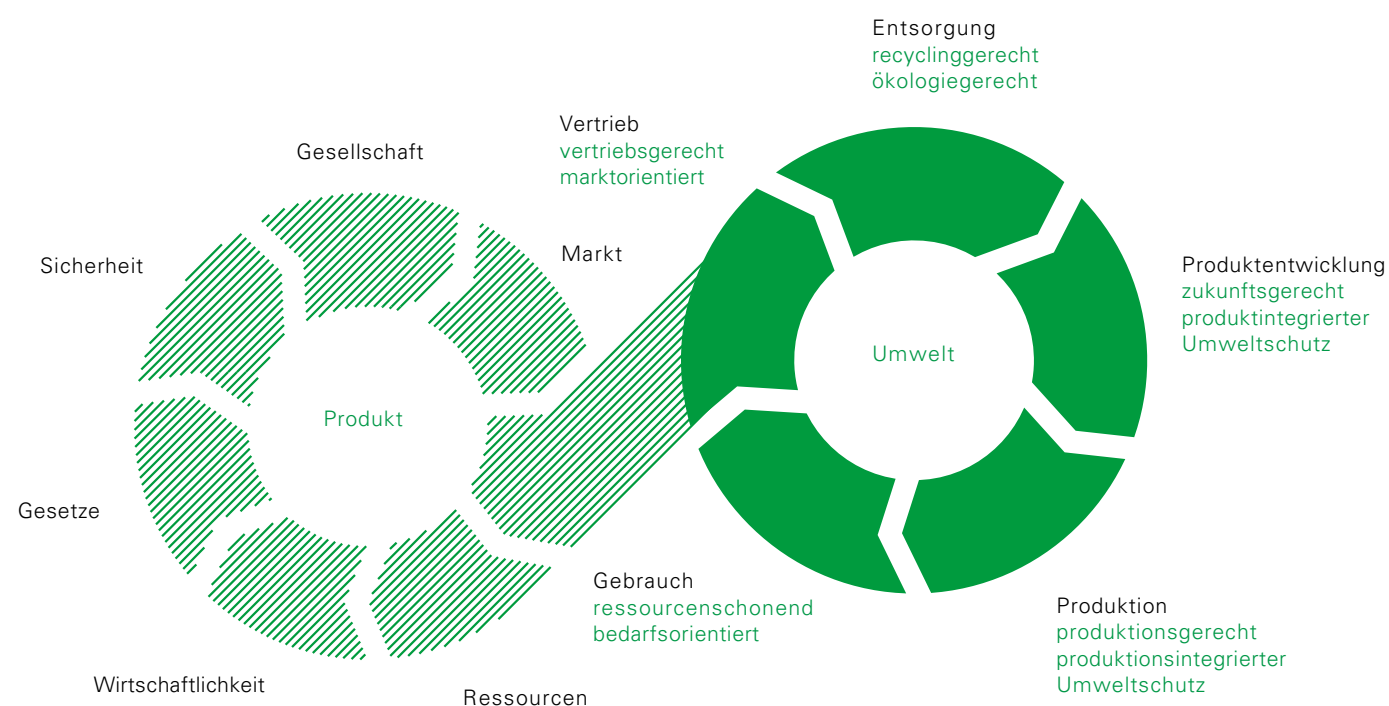 Entsorgung
recyclinggerecht
ökologiegerecht
Vertrieb
vertriebsgerecht
marktorientiert
Gesellschaft
Markt
Sicherheit
Produktentwicklung
zukunftsgerecht
produktintegrierter
Umweltschutz
Umwelt
Produkt
Gesetze
Gebrauch
ressourcenschonend
bedarfsorientiert
Produktion
produktionsgerecht
produktionsintegrierter
Umweltschutz
Wirtschaftlichkeit
Ressourcen